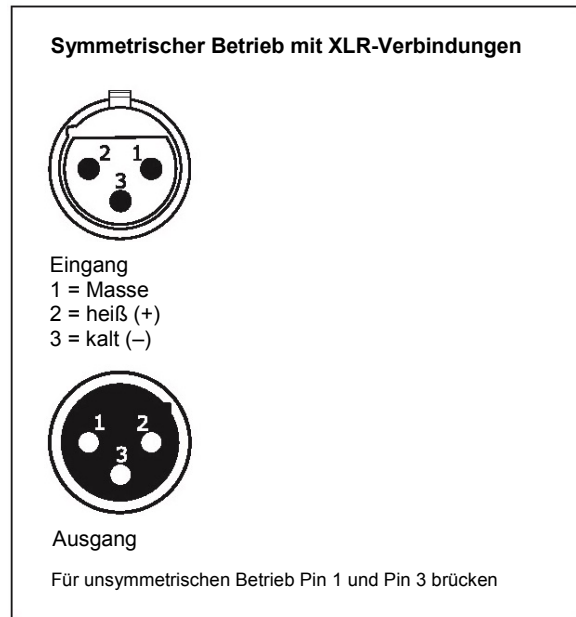 Symmetrischer Betrieb mit XLR-Verbindungen
2 1
3
Eingang
1 = Masse
2 = heiß (+)
3 = kalt (–)
1 2
3
Ausgang
Für unsymmetrischen Betrieb Pin 1 und Pin 3 brücken